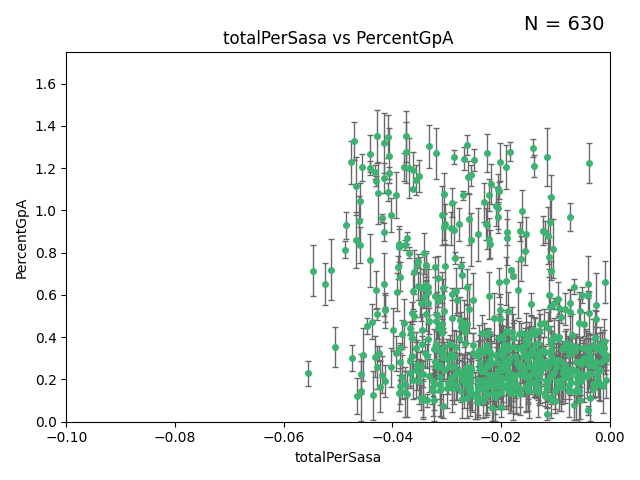 N = 630
totalPerSasa vs PercentGpA
PercentGpA
1.6
1.4
1.2
1.0
0.8
0.6
0.4
0.2
0.0
−0.10 −0.08 −0.06 −0.04 −0.02 0.00
totalPerSasa